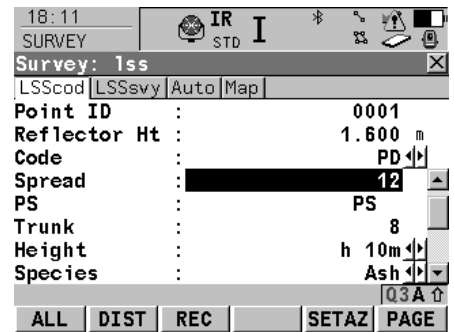 18:11
SURVEY
IR
STD
I
Survey: lss
LSScod LSSsvy Auto Map
Point ID : 0001
Reflector Ht : 1.600 m
Code : PD
Spread : 12
PS : PS
Trunk : 8
Height : h 10m
Species : Ash
Q3A
ALL DIST REC SETAZ PAGE